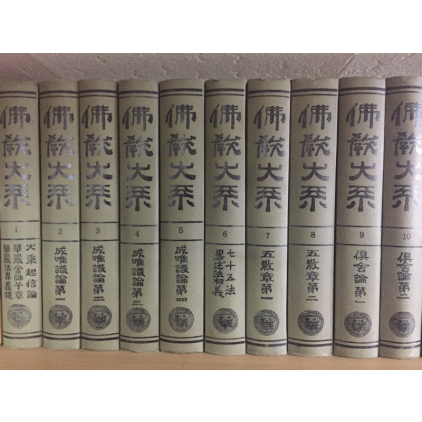 佛教大系
1
大乘起信論
華嚴金師子章
華嚴法界義鏡
佛教大系
2
成唯識論第一
佛教大系
3
成唯識論第二
佛教大系
4
成唯識論第三
佛教大系
5
成唯識論第四
佛教大系
6
七十五法
畧述法相義
佛教大系
7
五教章第一
佛教大系
8
五教章第二
佛教大系
9
俱舍論第一
佛教大系
10
俱舍論第二